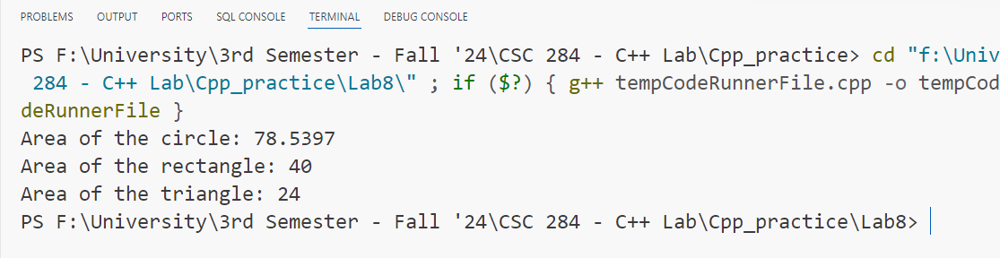 PROBLEMS OUTPUT PORTS SQL CONSOLE TERMINAL DEBUG CONSOLE
PS F:\University\3rd Semester - Fall '24\CSC 284 - C++ Lab\Cpp_practice> cd "f:\Univ
284 - C++ Lab\Cpp_practice\Lab8\" ; if ($?) { g++ tempCodeRunnerFile.cpp -o tempCod
deRunnerFile }
Area of the circle: 78.5397
Area of the rectangle: 40
Area of the triangle: 24
PS F:\University\3rd Semester - Fall '24\CSC 284 - C++ Lab\Cpp_practice\Lab8>